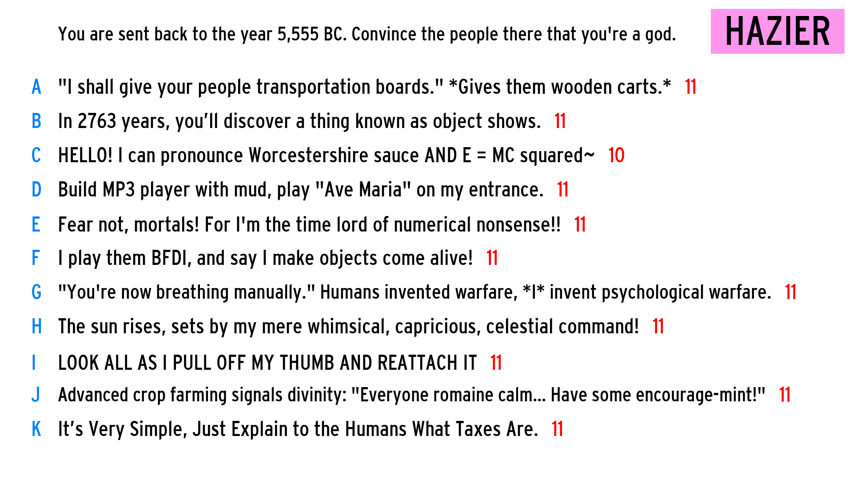 You are sent back to the year 5,555 BC. Convince the people there that you're a god.
HAZIER
A "I shall give your people transportation boards." *Gives them wooden carts.* 11
B In 2763 years, you’ll discover a thing known as object shows. 11
C HELLO! I can pronounce Worcestershire sauce AND E = MC squared~ 10
D Build MP3 player with mud, play "Ave Maria" on my entrance. 11
E Fear not, mortals! For I'm the time lord of numerical nonsense!! 11
F I play them BFDI, and say I make objects come alive! 11
G "You're now breathing manually." Humans invented warfare, *I* invent psychological warfare. 11
H The sun rises, sets by my mere whimsical, capricious, celestial command! 11
I LOOK ALL AS I PULL OFF MY THUMB AND REATTACH IT 11
J Advanced crop farming signals divinity: "Everyone romaine calm... Have some encourage-mint!" 11
K It’s Very Simple, Just Explain to the Humans What Taxes Are. 11